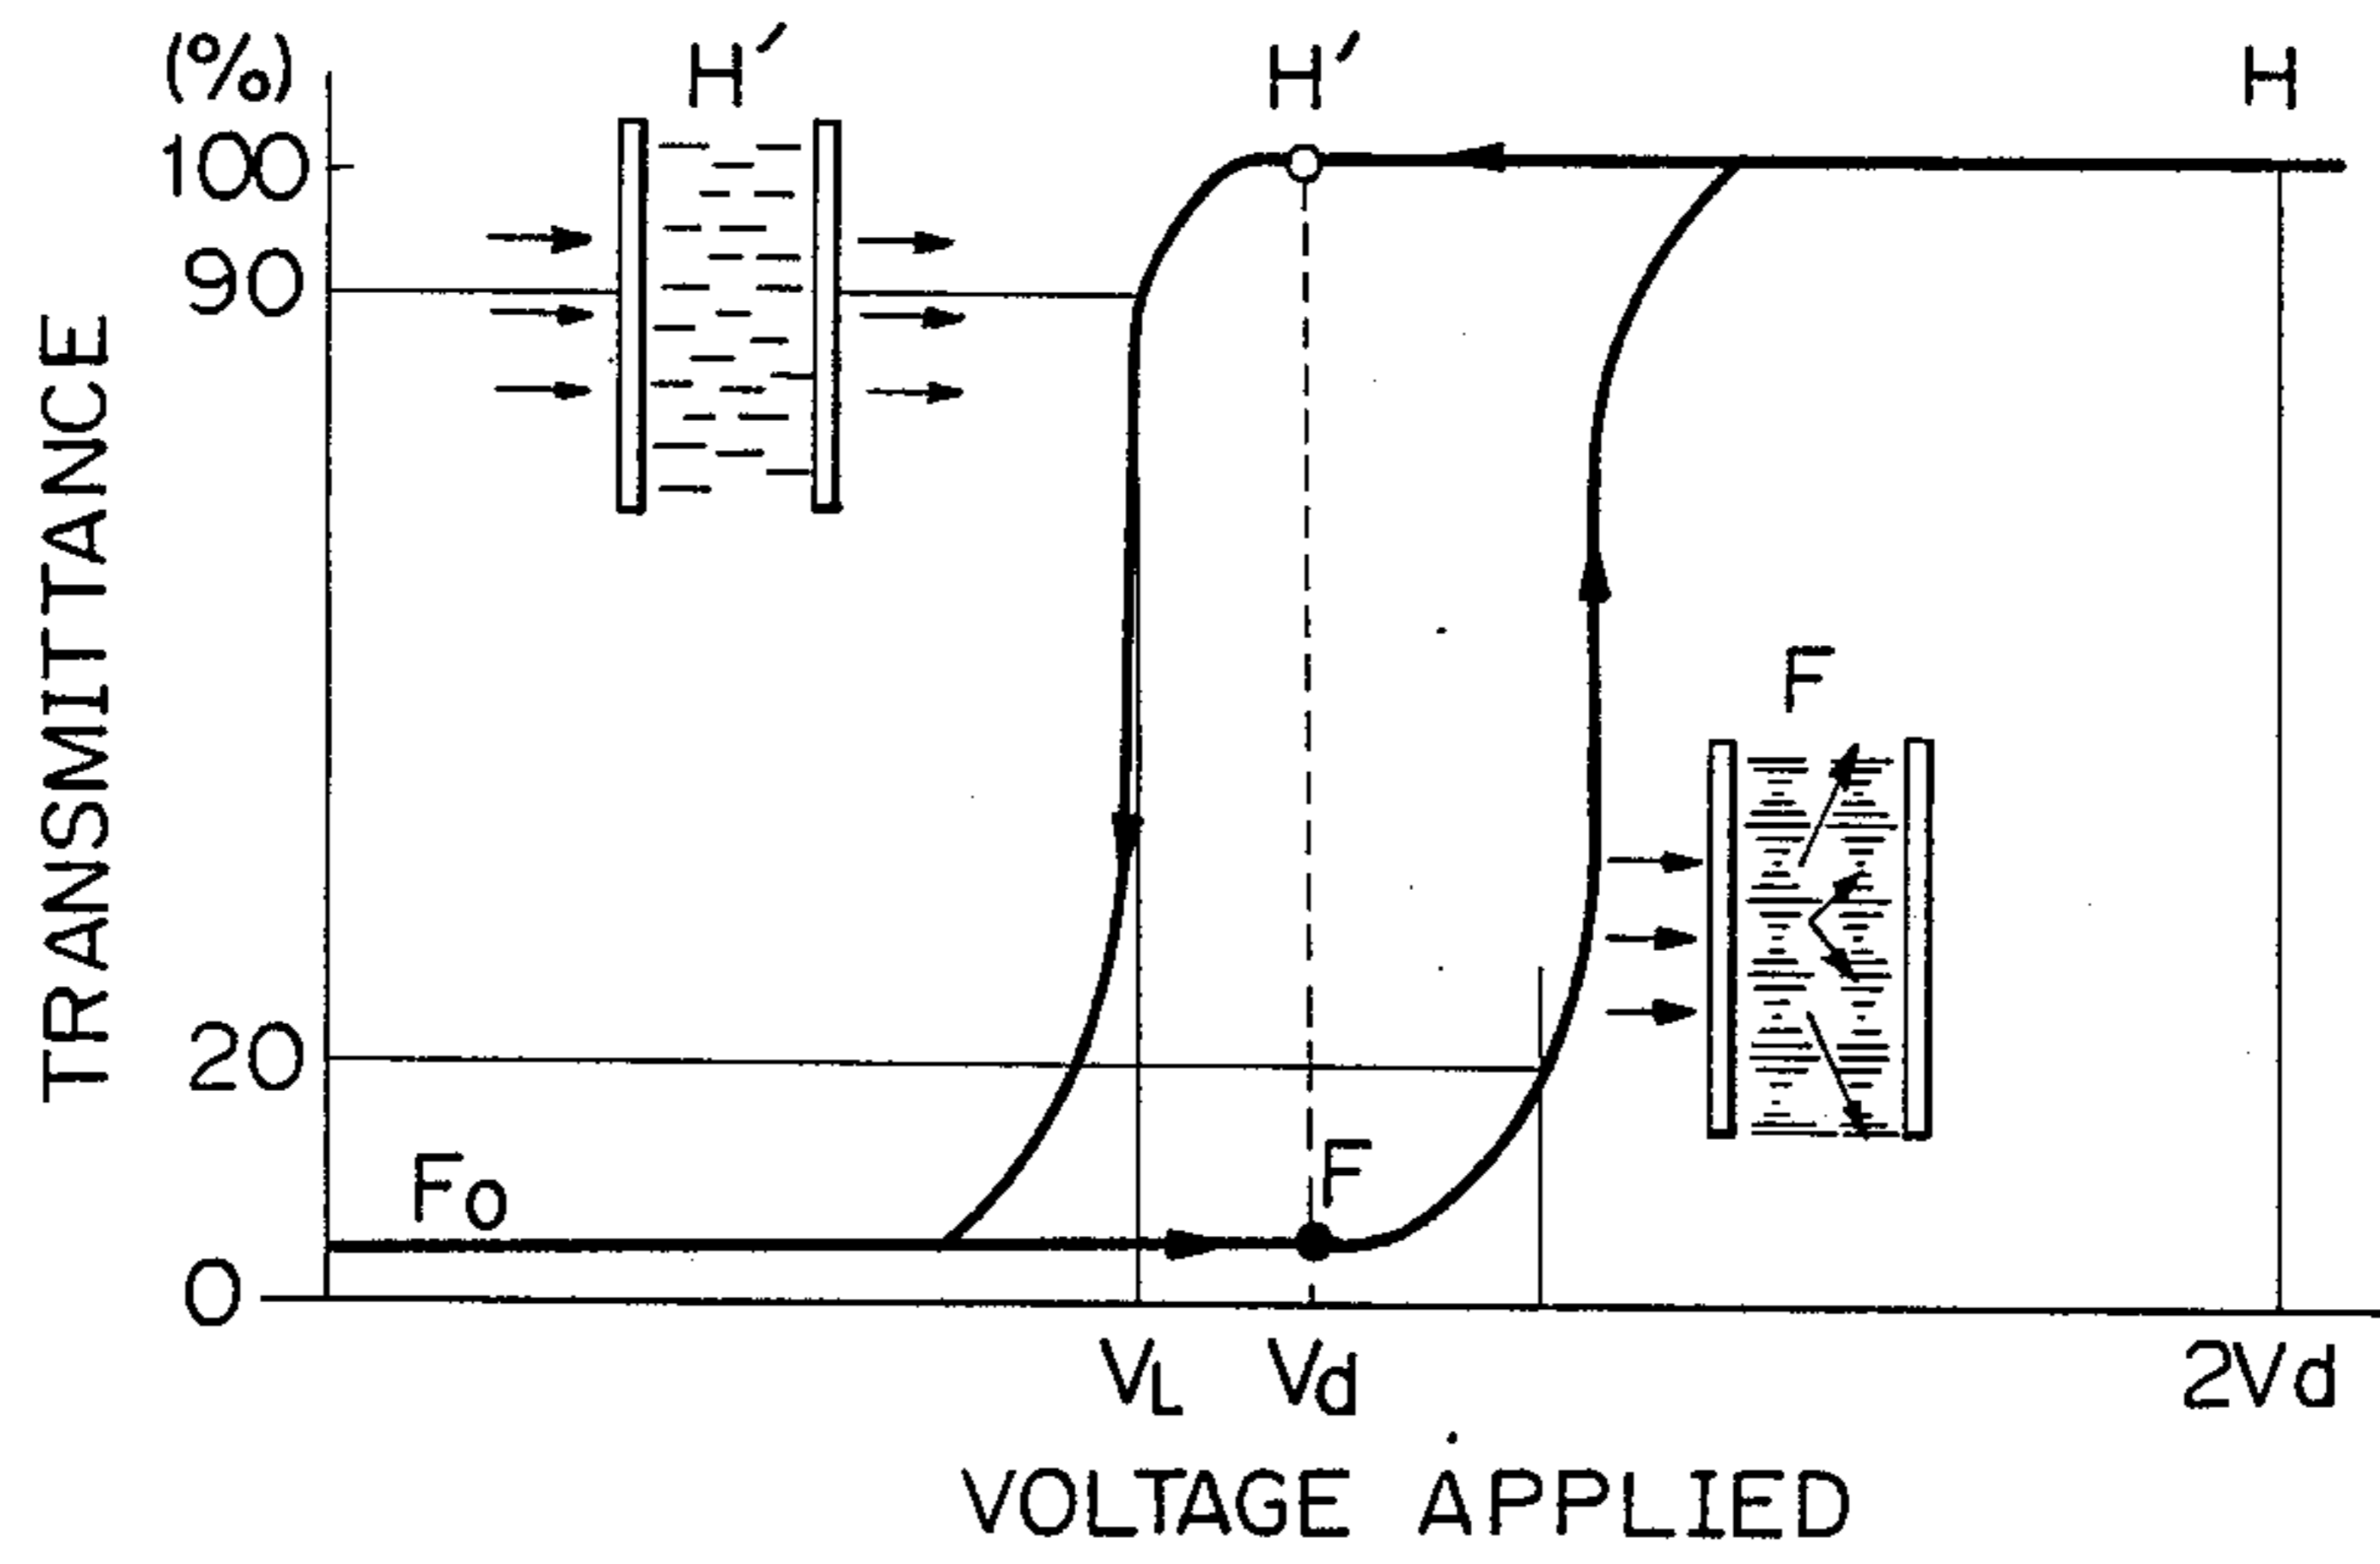 (%)
H′
H′
H
100
90
TRANSMITTANCE
F
20
Fo
F
0
VL
Vd
2Vd
VOLTAGE APPLIED